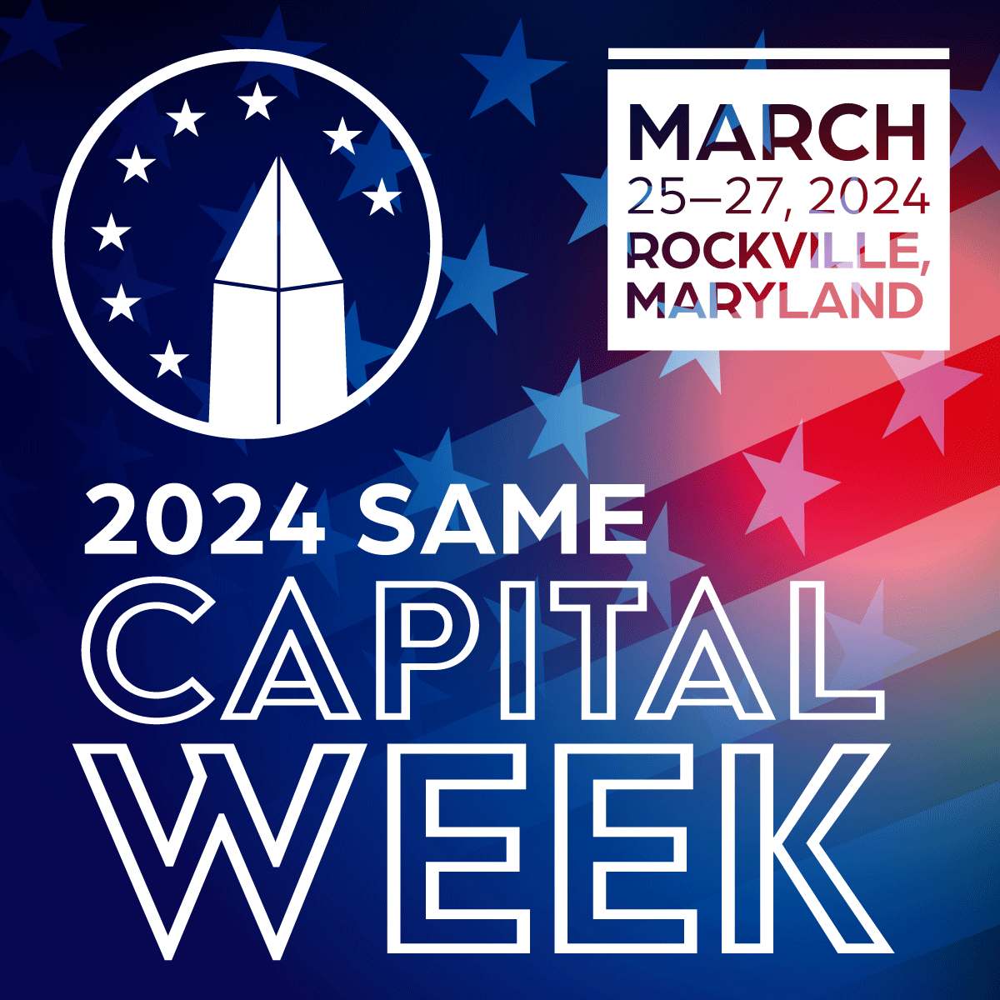 MARCH
25—27, 2024
ROCKVILLE,
MARYLAND
2024 SAME
CAPITAL
WEEK